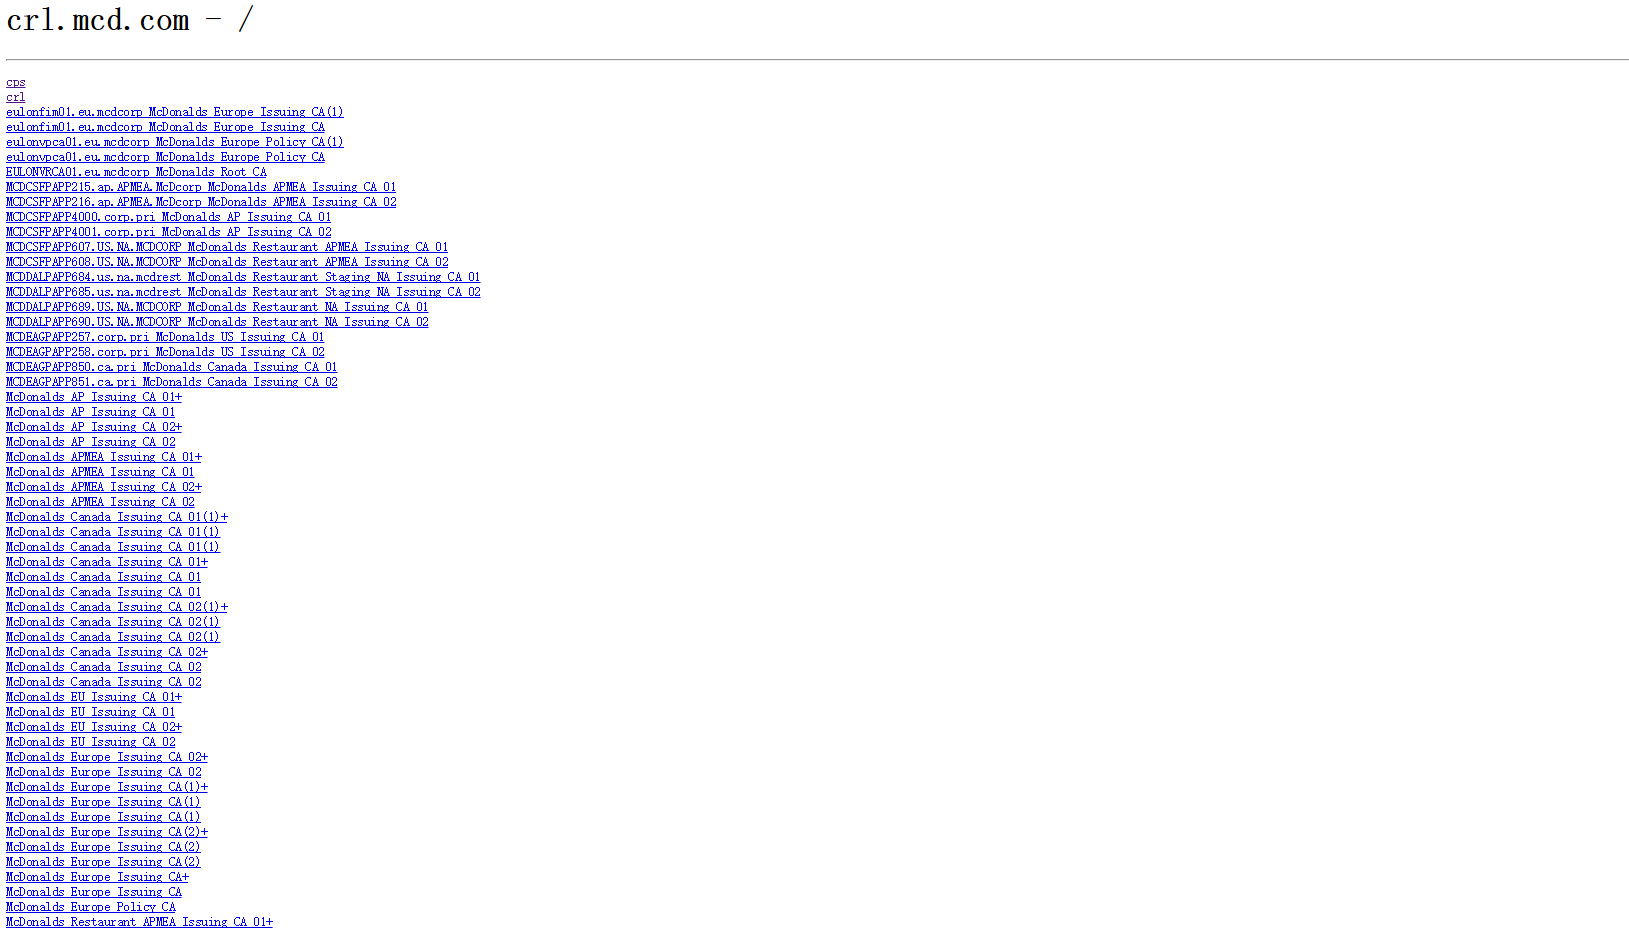 crl.mcd.com - /
cps
crl
eulonfim01.eu.mcdcorp McDonalds Europe Issuing CA(1)
eulonfim01.eu.mcdcorp McDonalds Europe Issuing CA
eulonvpca01.eu.mcdcorp McDonalds Europe Policy CA(1)
eulonvpca01.eu.mcdcorp McDonalds Europe Policy CA
EULONVRCA01.eu.mcdcorp McDonalds Root CA
MCDCSFPAPP215.ap.APMEA.McDcorp McDonalds APMEA Issuing CA 01
MCDCSFPAPP216.ap.APMEA.McDcorp McDonalds APMEA Issuing CA 02
MCDCSFPAPP4000.corp.pri McDonalds AP Issuing CA 01
MCDCSFPAPP4001.corp.pri McDonalds AP Issuing CA 02
MCDCSFPAPP607.US.NA.MCDCORP McDonalds Restaurant APMEA Issuing CA 01
MCDCSFPAPP608.US.NA.MCDCORP McDonalds Restaurant APMEA Issuing CA 02
MCDDALPAPP684.us.na.mcdrest McDonalds Restaurant Staging NA Issuing CA 01
MCDDALPAPP685.us.na.mcdrest McDonalds Restaurant Staging NA Issuing CA 02
MCDDALPAPP689.US.NA.MCDCORP McDonalds Restaurant NA Issuing CA 01
MCDDALPAPP690.US.NA.MCDCORP McDonalds Restaurant NA Issuing CA 02
MCDEAGPAPP257.corp.pri McDonalds US Issuing CA 01
MCDEAGPAPP258.corp.pri McDonalds US Issuing CA 02
MCDEAGPAPP850.ca.pri McDonalds Canada Issuing CA 01
MCDEAGPAPP851.ca.pri McDonalds Canada Issuing CA 02
McDonalds AP Issuing CA 01+
McDonalds AP Issuing CA 01
McDonalds AP Issuing CA 02+
McDonalds AP Issuing CA 02
McDonalds APMEA Issuing CA 01+
McDonalds APMEA Issuing CA 01
McDonalds APMEA Issuing CA 02+
McDonalds APMEA Issuing CA 02
McDonalds Canada Issuing CA 01(1)+
McDonalds Canada Issuing CA 01(1)
McDonalds Canada Issuing CA 01(1)
McDonalds Canada Issuing CA 01+
McDonalds Canada Issuing CA 01
McDonalds Canada Issuing CA 01
McDonalds Canada Issuing CA 02(1)+
McDonalds Canada Issuing CA 02(1)
McDonalds Canada Issuing CA 02(1)
McDonalds Canada Issuing CA 02+
McDonalds Canada Issuing CA 02
McDonalds Canada Issuing CA 02
McDonalds EU Issuing CA 01+
McDonalds EU Issuing CA 01
McDonalds EU Issuing CA 02+
McDonalds EU Issuing CA 02
McDonalds Europe Issuing CA 02+
McDonalds Europe Issuing CA 02
McDonalds Europe Issuing CA(1)+
McDonalds Europe Issuing CA(1)
McDonalds Europe Issuing CA(1)
McDonalds Europe Issuing CA(2)+
McDonalds Europe Issuing CA(2)
McDonalds Europe Issuing CA(2)
McDonalds Europe Issuing CA+
McDonalds Europe Issuing CA
McDonalds Europe Policy CA
McDonalds Restaurant APMEA Issuing CA 01+